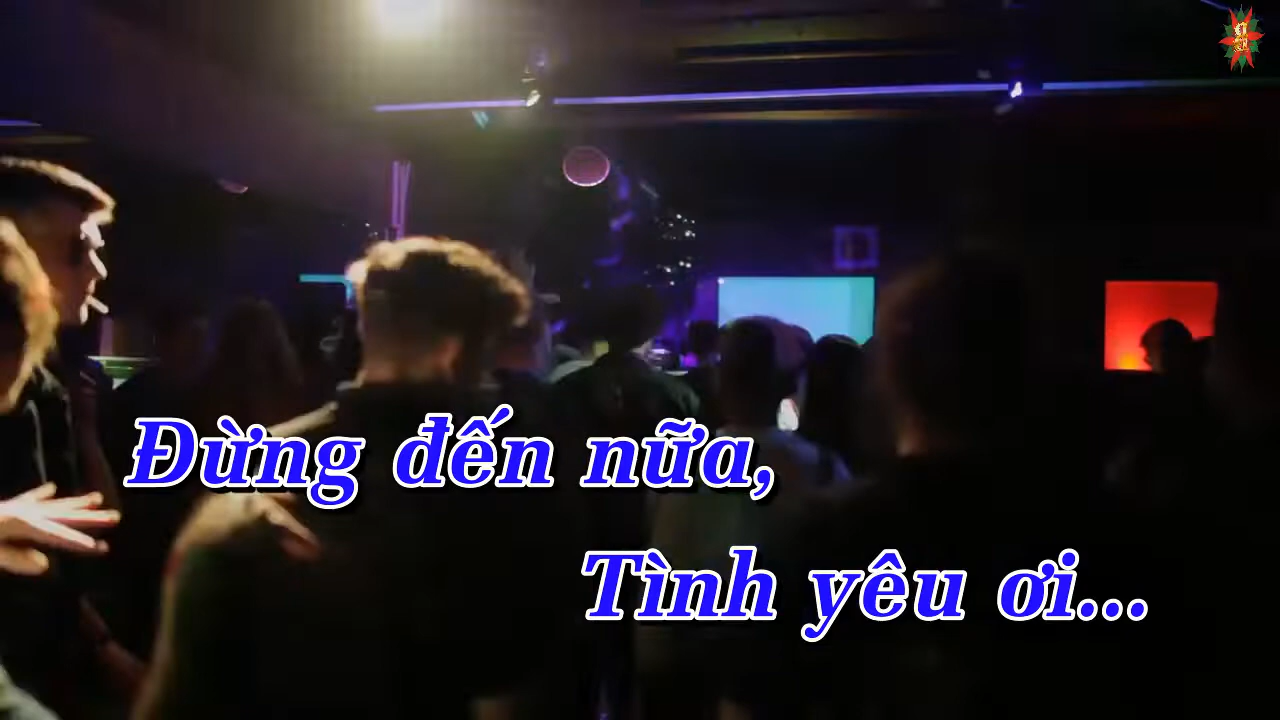 Đừng đến nữa,
Tình yêu ơi...